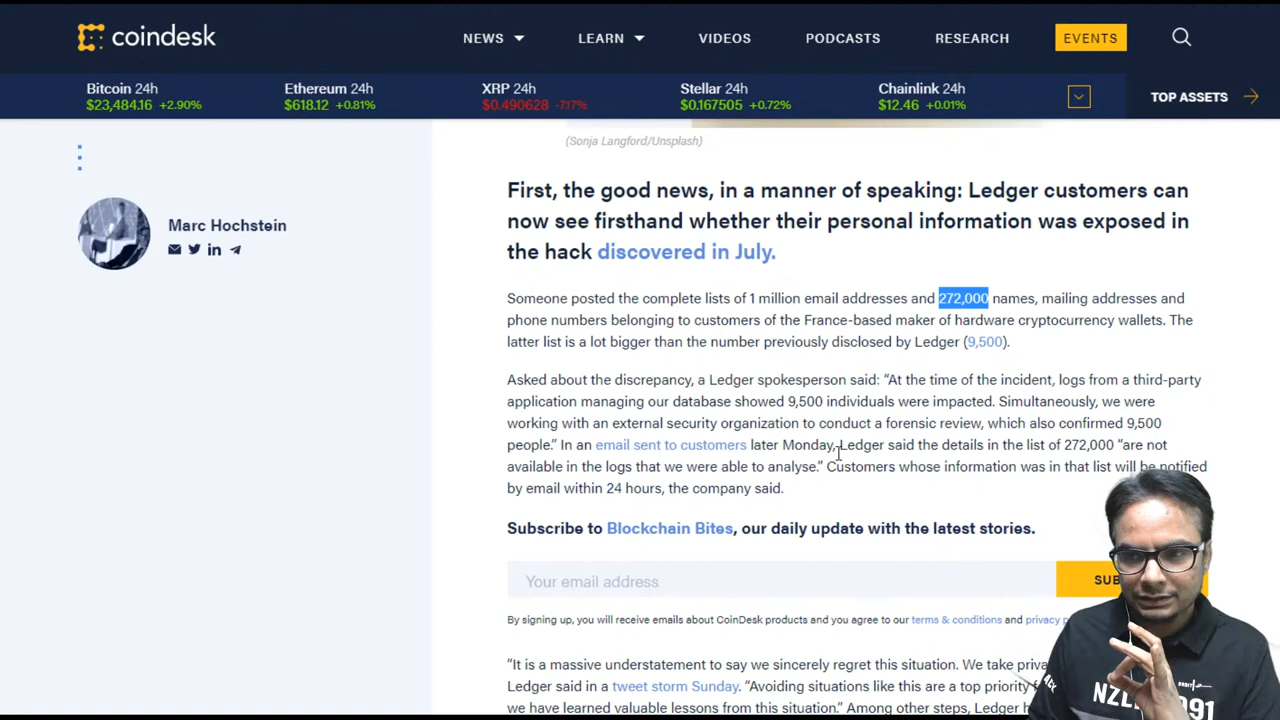 coindesk
NEWS
LEARN
VIDEOS
PODCASTS
RESEARCH
EVENTS
Bitcoin 24h
$23,484.16 +2.90%
Ethereum 24h
$618.12 +0.81%
XRP 24h
$0.490628 -7.17%
Stellar 24h
$0.167505 +0.72%
Chainlink 24h
$12.46 +0.01%
TOP ASSETS
(Sonja Langford/Unsplash)
Marc Hochstein
First, the good news, in a manner of speaking: Ledger customers can
now see firsthand whether their personal information was exposed in
the hack discovered in July.
Someone posted the complete lists of 1 million email addresses and 272,000 names, mailing addresses and
phone numbers belonging to customers of the France-based maker of hardware cryptocurrency wallets. The
latter list is a lot bigger than the number previously disclosed by Ledger (9,500).
Asked about the discrepancy, a Ledger spokesperson said: “At the time of the incident, logs from a third-party
application managing our database showed 9,500 individuals were impacted. Simultaneously, we were
working with an external security organization to conduct a forensic review, which also confirmed 9,500
people.” In an email sent to customers later Monday, Ledger said the details in the list of 272,000 “are not
available in the logs that we were able to analyse.” Customers whose information was in that list will be notified
by email within 24 hours, the company said.
Subscribe to Blockchain Bites, our daily update with the latest stories.
Your email address
SUB
By signing up, you will receive emails about CoinDesk products and you agree to our terms & conditions and privacy
“It is a massive understatement to say we sincerely regret this situation. We take priva
Ledger said in a tweet storm Sunday. “Avoiding situations like this are a top priority
we have learned valuable lessons from this situation.” Among other steps, Ledger